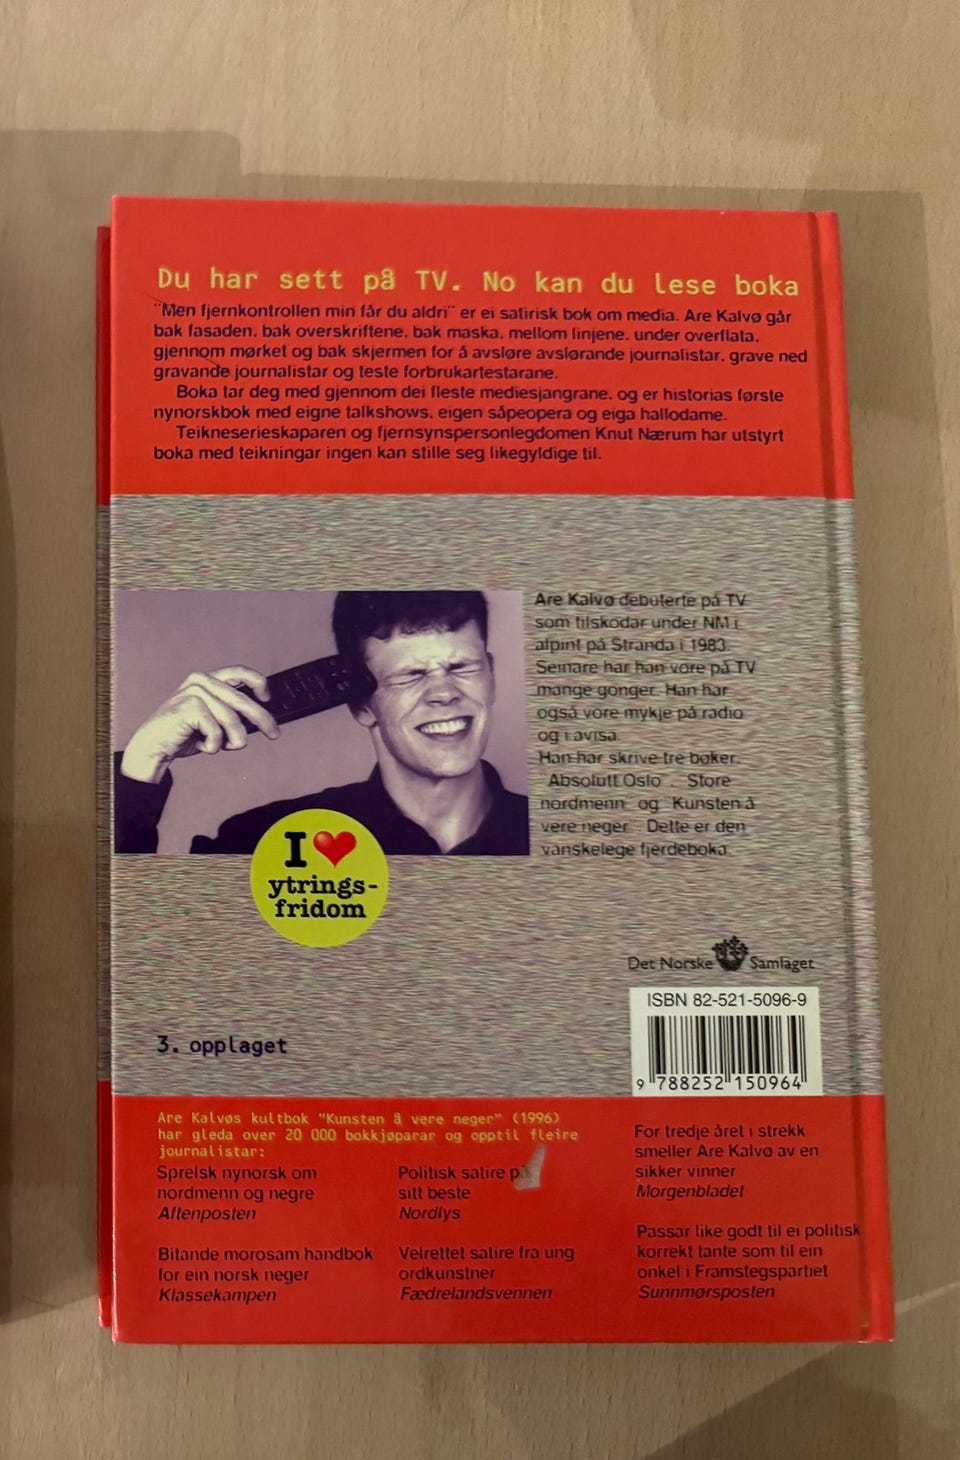 Du har sett på TV. No kan du lese boka
"Men fjernkontrollen min får du aldri" er ei satirisk bok om media. Are Kalvø går
bak fasaden, bak overskriftene, bak maska, mellom linjene, under overflata,
gjennom mørket og bak skjermen for å avsløre avslørande journalistar, grave ned
gravande journalistar og teste forbrukartestarane.
Boka tar deg med gjennom dei fleste mediesjangrane, og er historias første
nynorskbok med eigne talkshows, eigen såpeopera og eiga hallodame.
Teikneserieskaparen og fjernsynspersonlegdomen Knut Nærum har utstyrt
boka med teikningar ingen kan stille seg likegyldige til.
Are Kalvø debuterte på TV
som tilskodar under NM i
alpint på Stranda i 1983.
Seinare har han vore på TV
mange gonger. Han har
også vore mykje på radio
og i avisa.
Han har skrive tre bøker,
"Absolutt Oslo", "Store
nordmenn" og "Kunsten å
vere neger". Dette er den
vanskelege fjerdeboka.
I ❤ 
ytrings-
fridom
Det Norske Samlaget
ISBN 82-521-5096-9
9 788252 150964
3. opplaget
Are Kalvøs kultbok "Kunsten å vere neger" (1996)
har gleda over 20 000 bokkjøparar og opptil fleire
journalistar:
Sprelsk nynorsk om
nordmenn og negre
Aftenposten
Bitande morosam handbok
for ein norsk neger
Klassekampen
Politisk satire på
sitt beste
Nordlys
Velrettet satire fra ung
ordkunstner
Fædrelandsvennen
For tredje året i strekk
smeller Are Kalvø av en
sikker vinner
Morgenbladet
Passar like godt til ei politisk
korrekt tante som til ein
onkel i Framstegspartiet
Sunnmørsposten